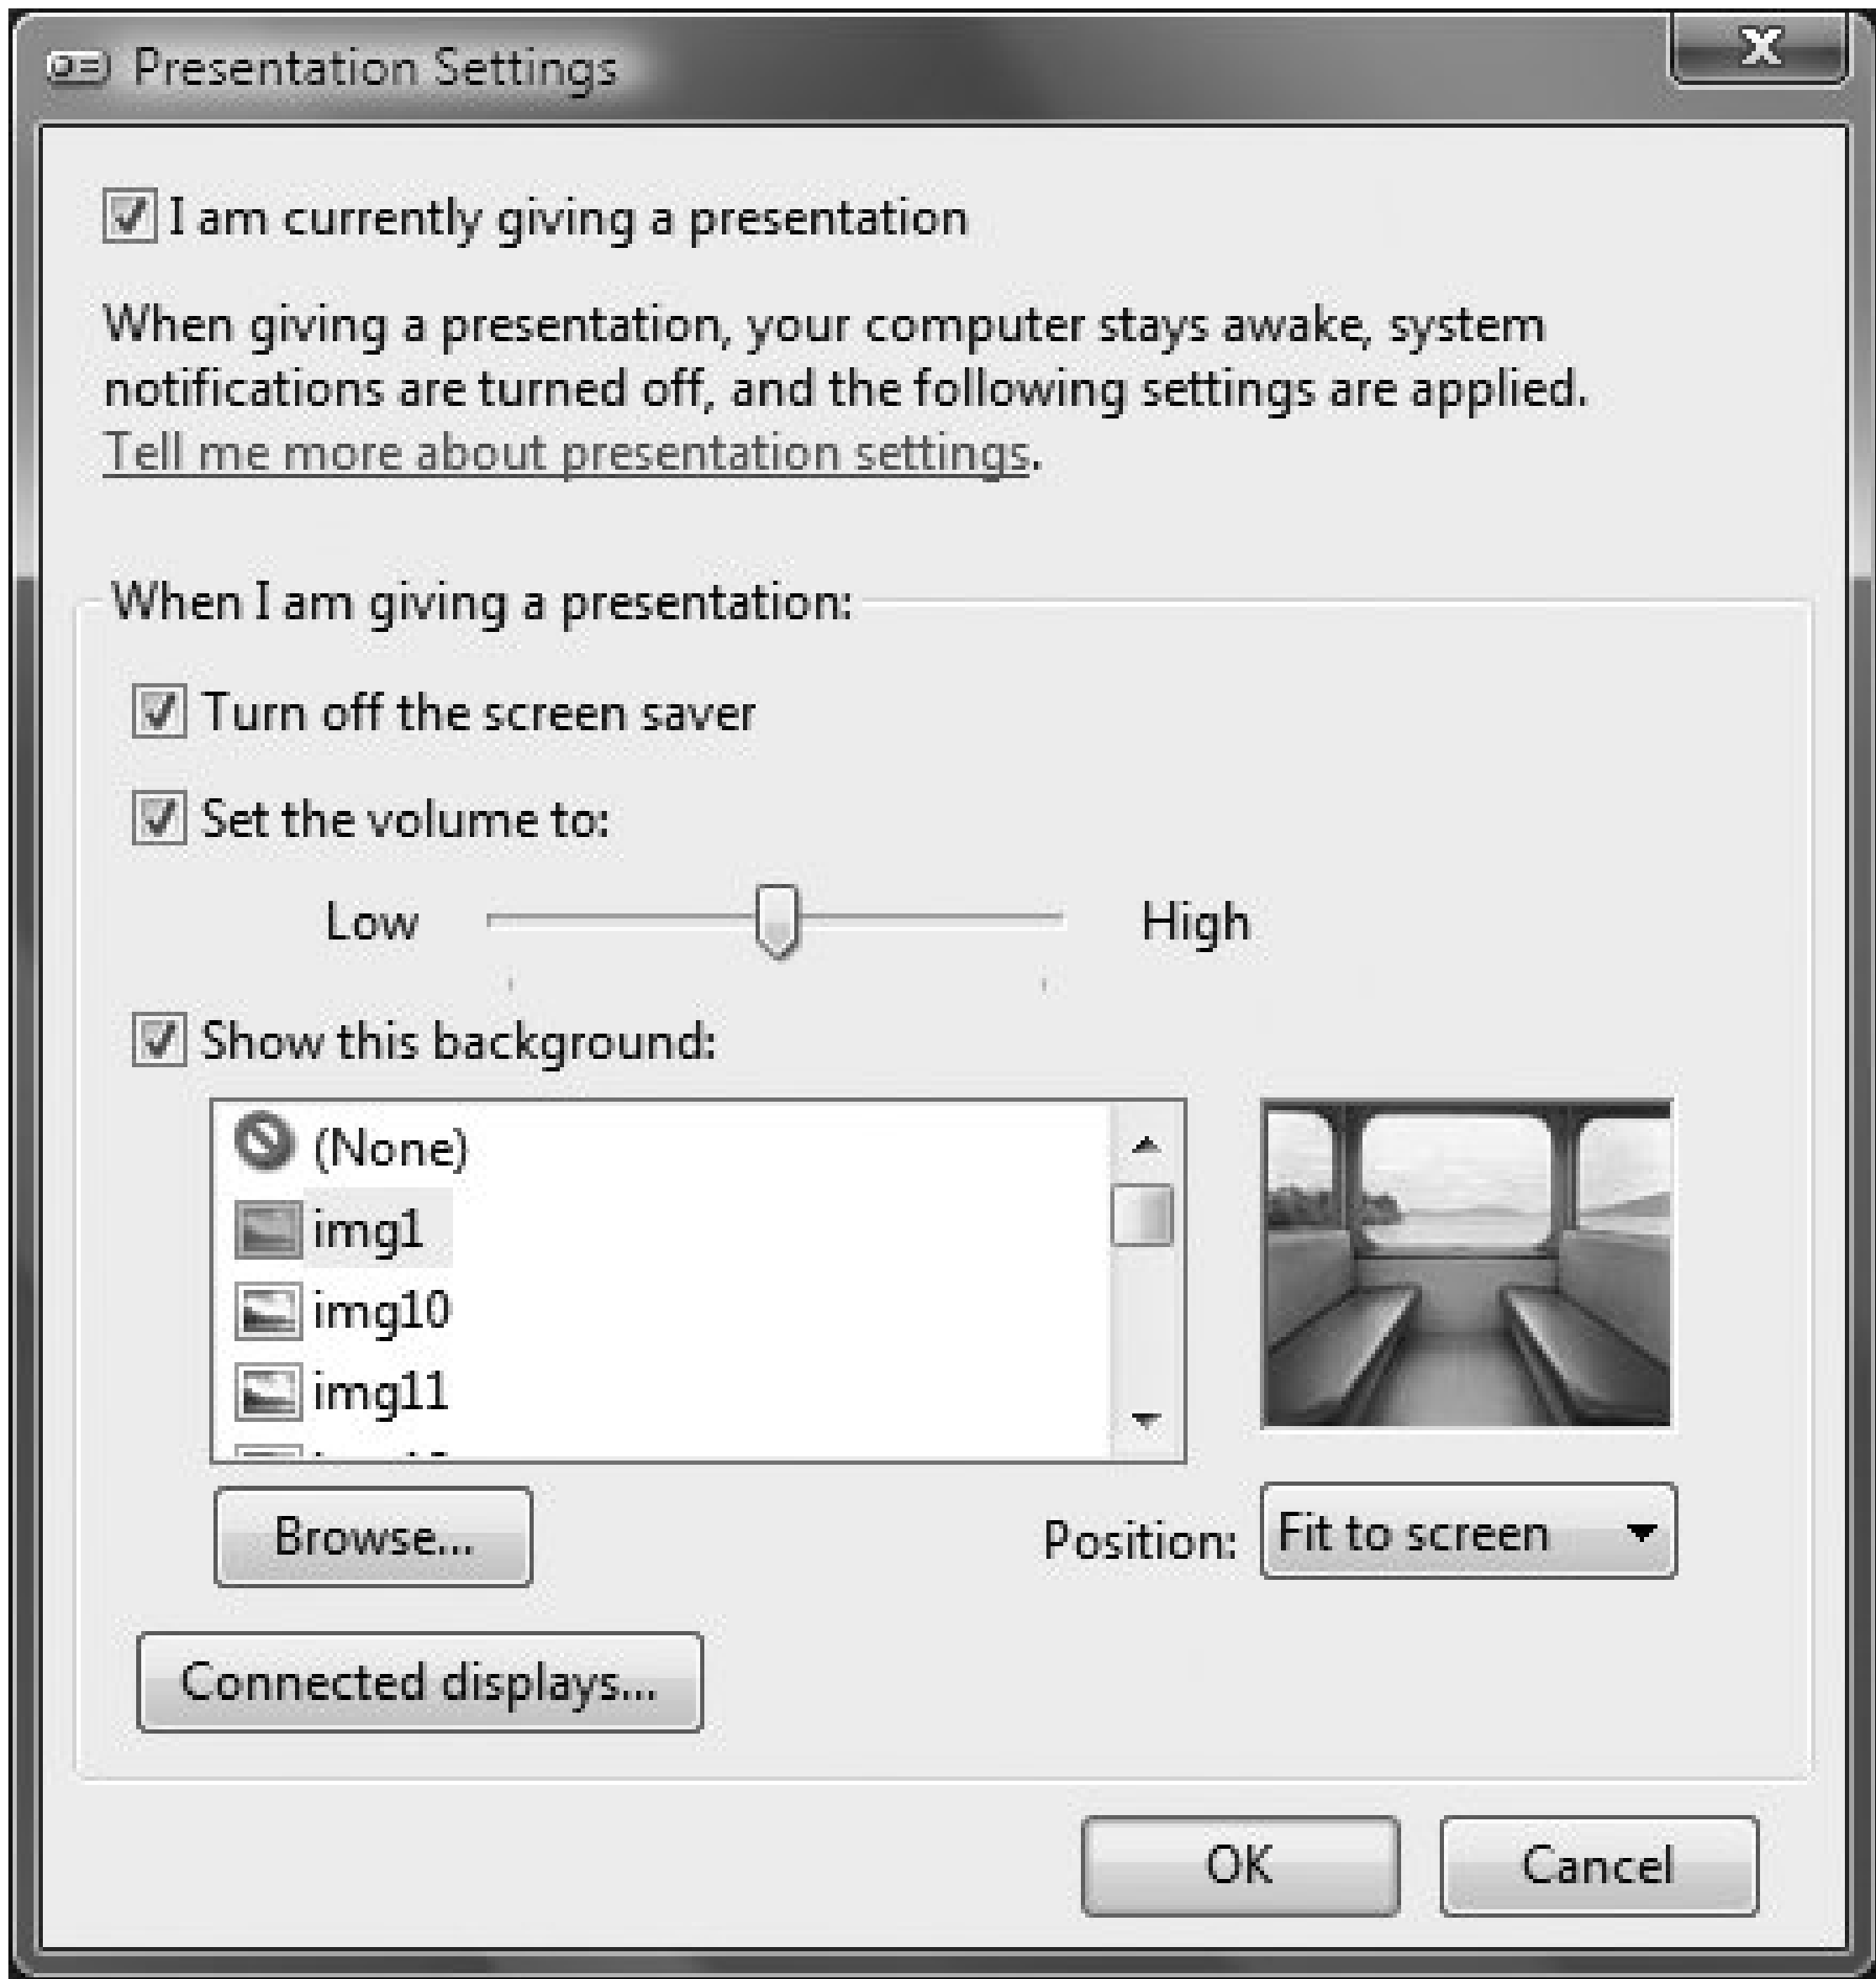 Presentation Settings
I am currently giving a presentation
When giving a presentation, your computer stays awake, system
notifications are turned off, and the following settings are applied.
Tell me more about presentation settings.
When I am giving a presentation:
Turn off the screen saver
Set the volume to:
Low High
Show this background:
(None)
img1
img10
img11
Browse...
Position: Fit to screen
Connected displays...
OK Cancel